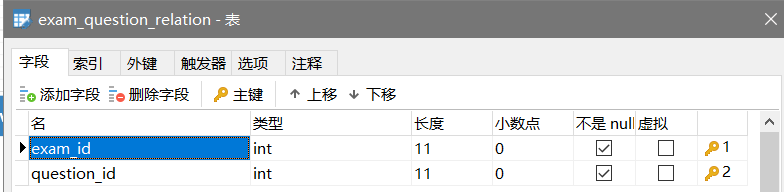 exam_question_relation - 表
字段 索引 外键 触发器 选项 注释
添加字段 删除字段 主键 上移 下移
名 类型 长度 小数点 不是 null 虚拟
exam_id int 11 0 1
question_id int 11 0 2